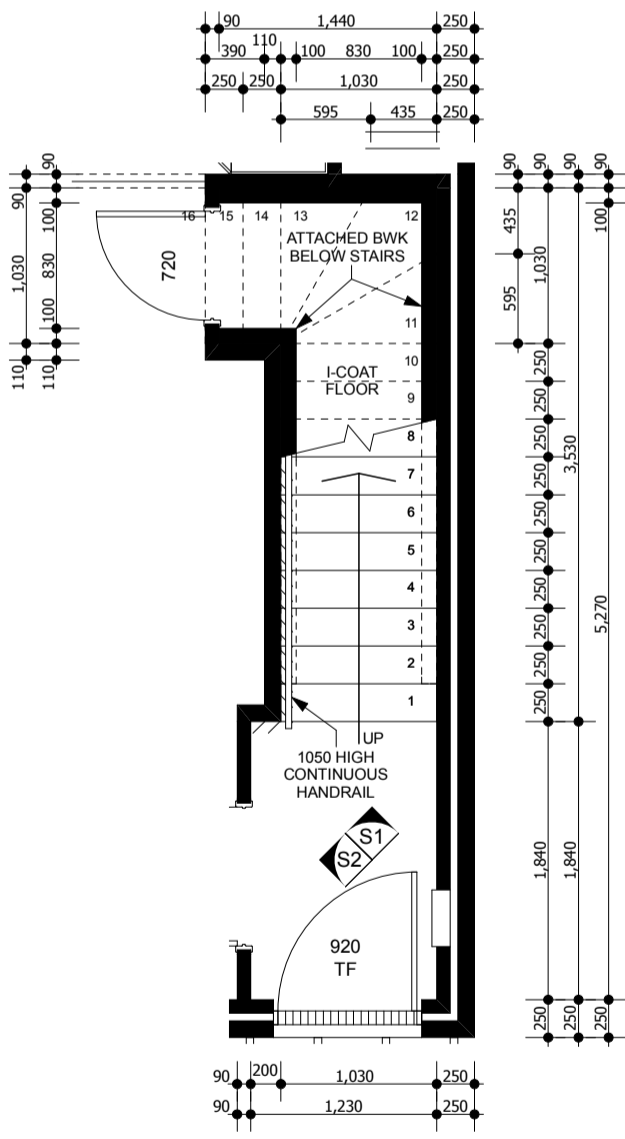 90 1,440 250
390 110 100 830 100 250
250 250 1,030 250
595 435 250
90 90
90 100
1,030 830
100
110 110
90 90 90 90
435 1,030 100
595
250
250
250
3,530
250
250
250
5,270
250
250
250
250
1,840 1,840
250 250 250
16 15 14 13 12
ATTACHED BWK
BELOW STAIRS
720
11
I-COAT
FLOOR
10
9
8
7
6
5
4
3
2
1
UP
1050 HIGH
CONTINUOUS
HANDRAIL
S1
S2
920
TF
90 200 1,030 250
90 1,230 250